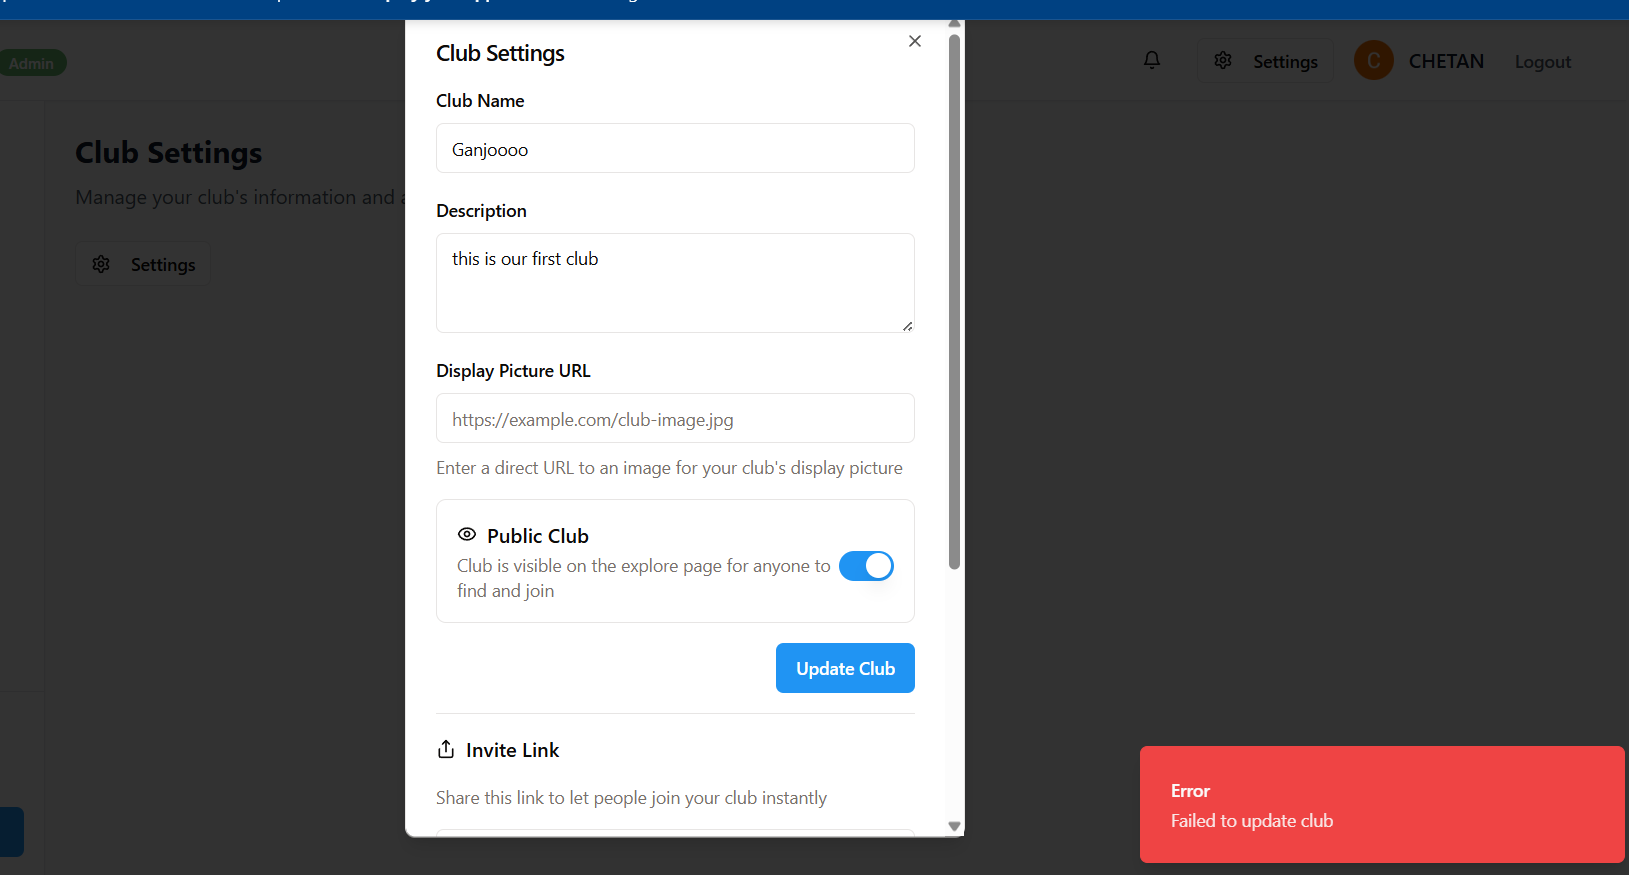 Admin
Settings
C
CHETAN
Logout
Club Settings
Manage your club's information and
Settings
Club Settings
Club Name
Ganjoooo
Description
this is our first club
Display Picture URL
https://example.com/club-image.jpg
Enter a direct URL to an image for your club's display picture
Public Club
Club is visible on the explore page for anyone to
find and join
Update Club
Invite Link
Share this link to let people join your club instantly
Error
Failed to update club